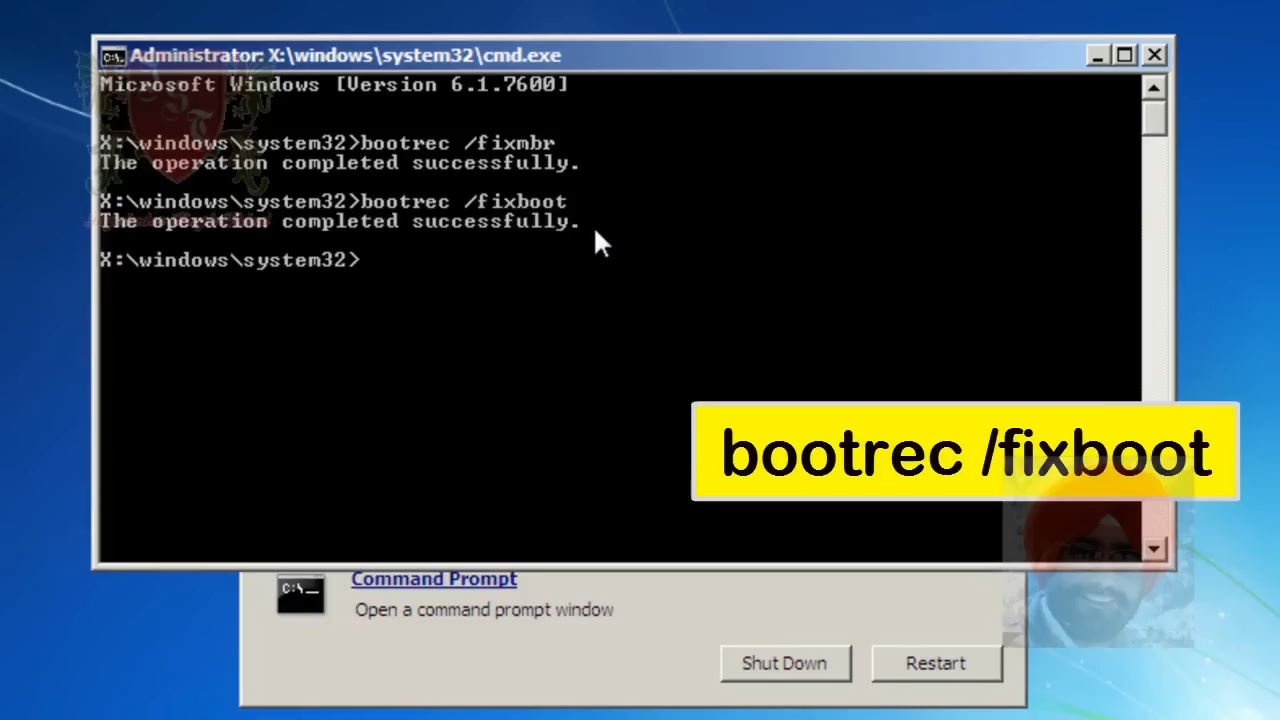 Administrator: X:\windows\system32\cmd.exe
Microsoft Windows [Version 6.1.7600]
X:\windows\system32>bootrec /fixmbr
The operation completed successfully.
X:\windows\system32>bootrec /fixboot
The operation completed successfully.
X:\windows\system32>
bootrec /fixboot
Command Prompt
Open a command prompt window
Shut Down
Restart